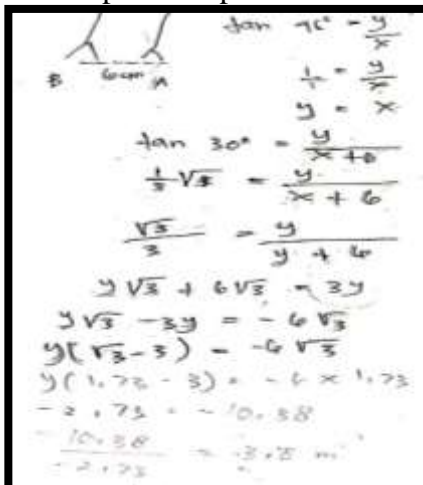 tan 45° = y/x
B 6cm A
1/1 = y/x
y = x
tan 30° = y/x+6
1/3 √3 = y/x + 6
√3/3 = y/y + 6
y√3 + 6√3 = 3y
y√3 - 3y = - 6√3
y(√3 - 3) = -6√3
y(1,73 - 3) = - 6 x 1,73
- 2,73 = - 10,38
- 10,38/- 2,73 = 3,8 m